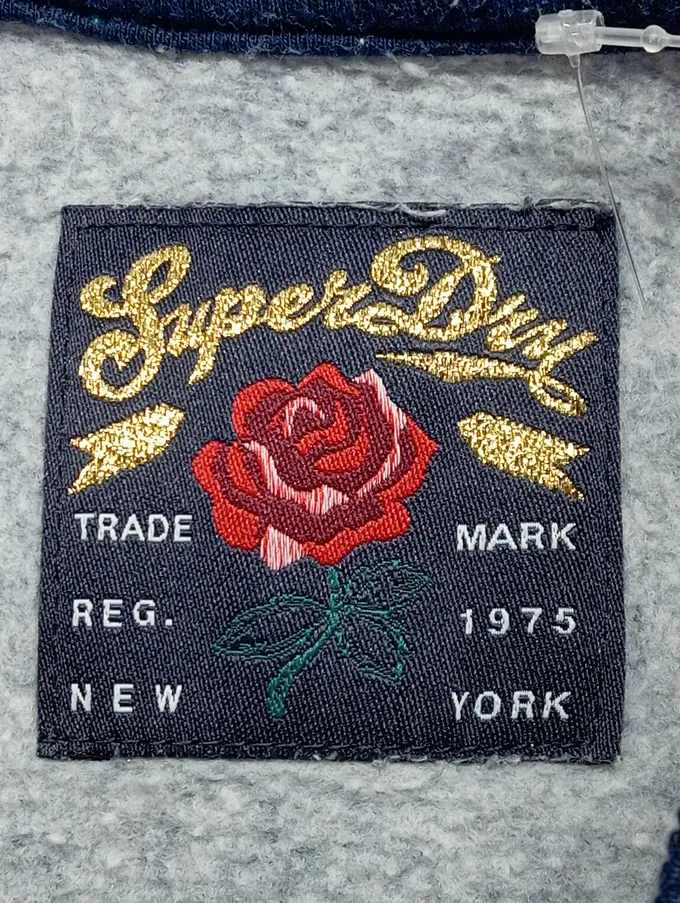 SuperDry
TRADE MARK
REG. 1975
NEW YORK